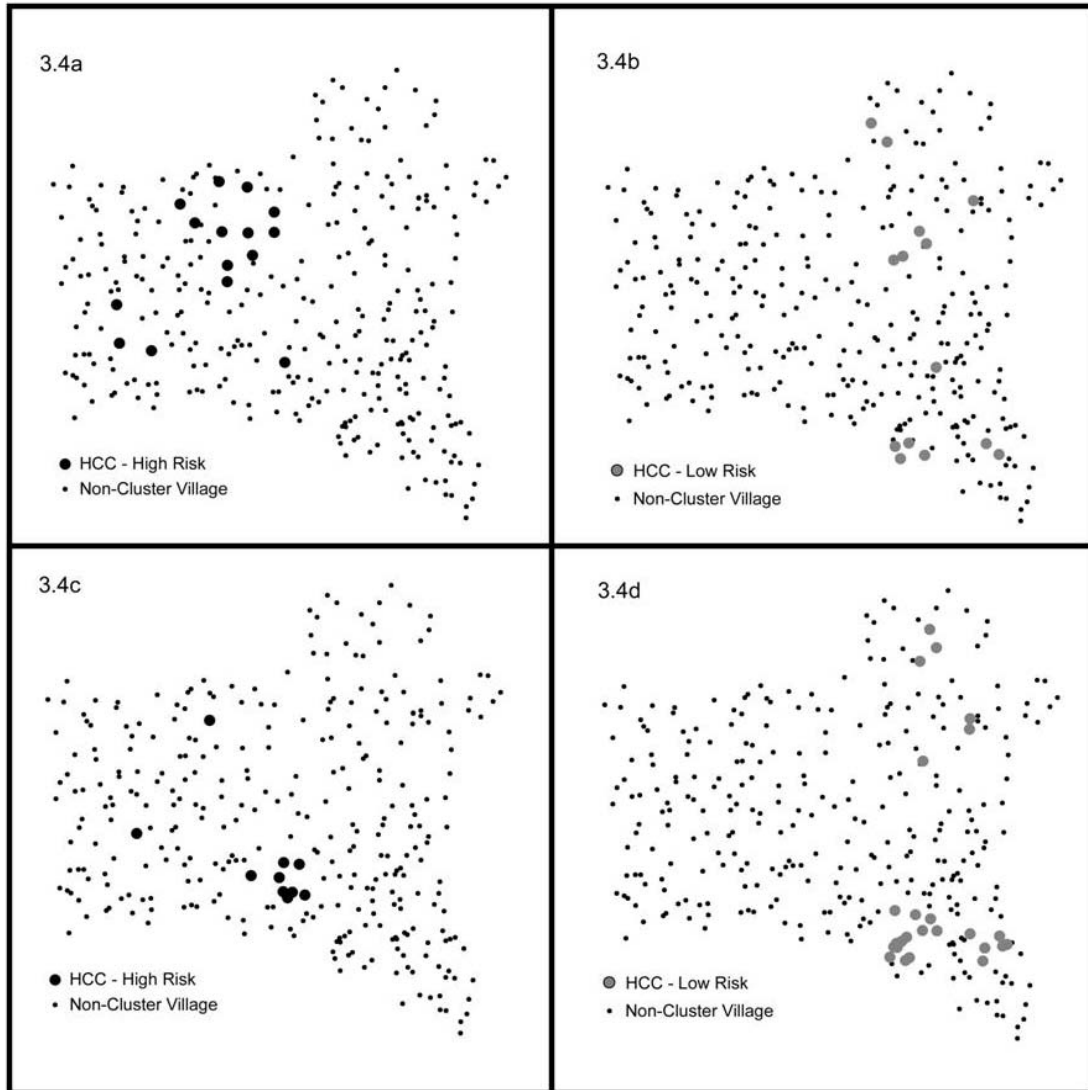 3.4a
HCC - High Risk
Non-Cluster Village
3.4b
HCC - Low Risk
Non-Cluster Village
3.4c
HCC - High Risk
Non-Cluster Village
3.4d
HCC - Low Risk
Non-Cluster Village